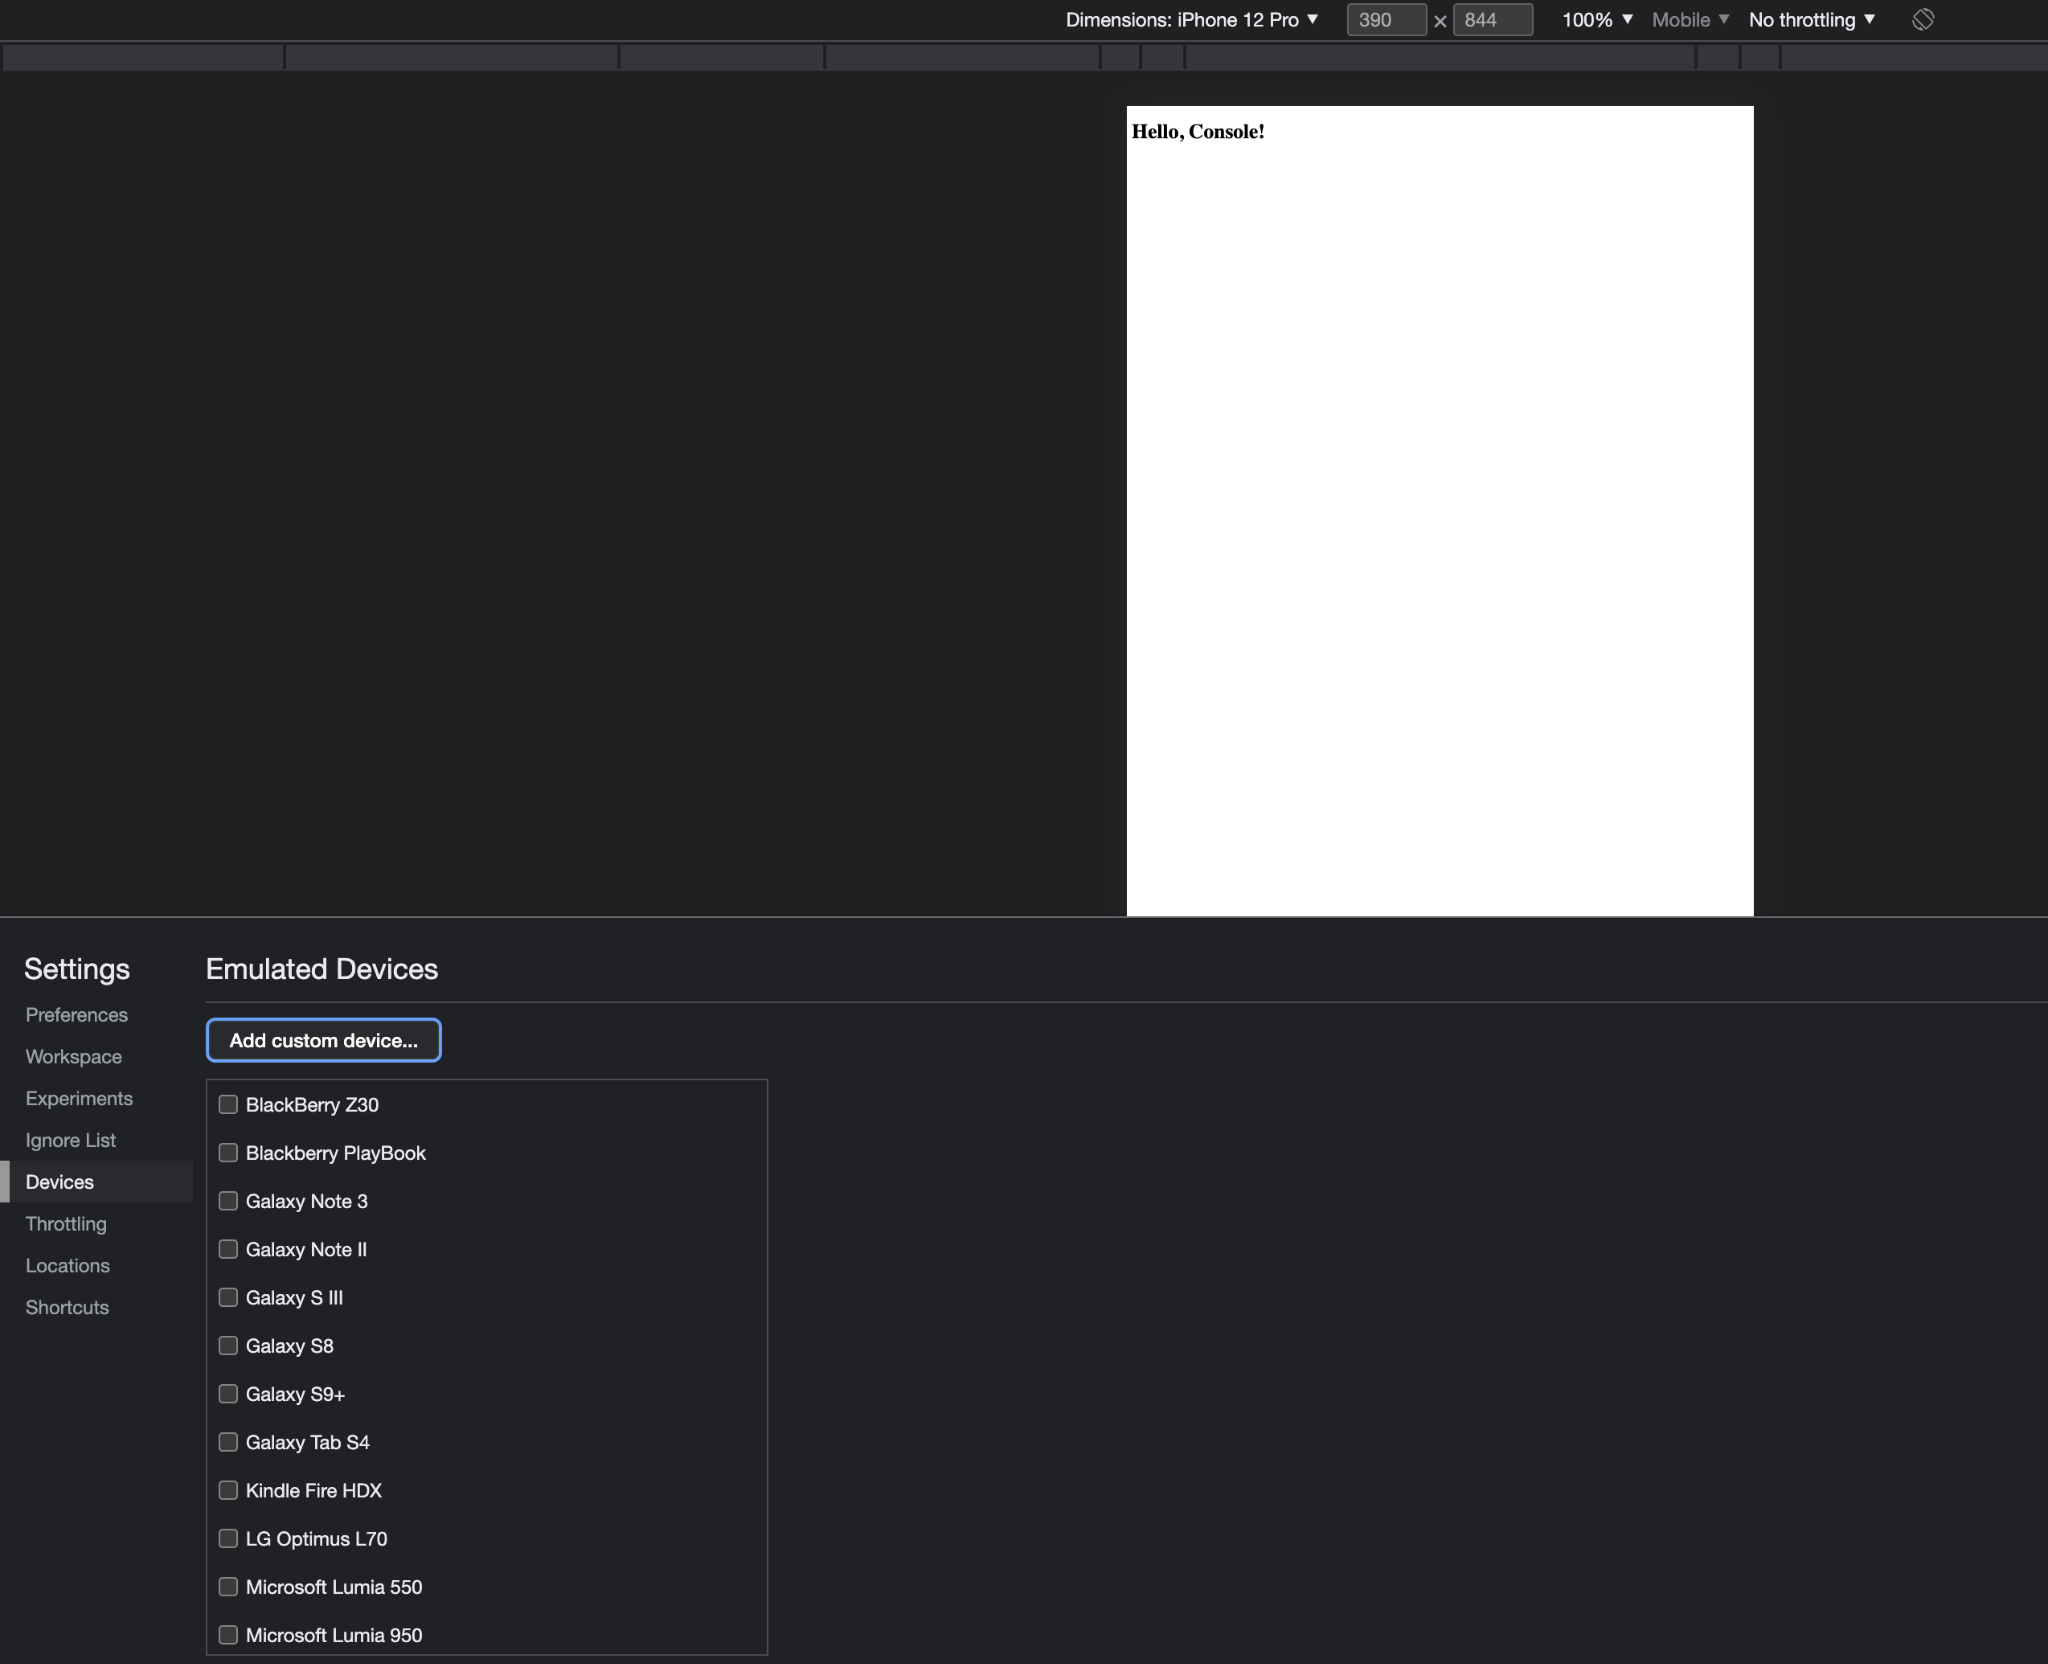 Dimensions: iPhone 12 Pro ▼ 390 × 844 100% ▼ Mobile ▼ No throttling ▼
Hello, Console!
Settings
Preferences
Workspace
Experiments
Ignore List
Devices
Throttling
Locations
Shortcuts
Emulated Devices
Add custom device...
BlackBerry Z30
Blackberry PlayBook
Galaxy Note 3
Galaxy Note II
Galaxy S III
Galaxy S8
Galaxy S9+
Galaxy Tab S4
Kindle Fire HDX
LG Optimus L70
Microsoft Lumia 550
Microsoft Lumia 950